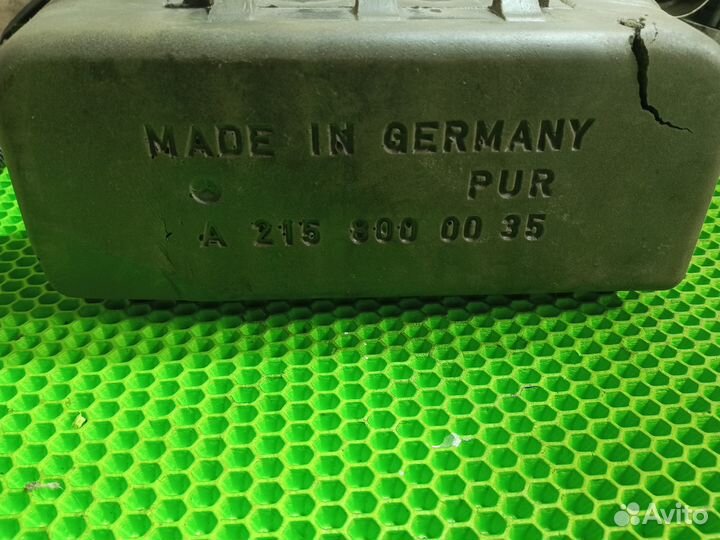 MADE IN GERMANY
PUR
A 215 800 00 35
Avito